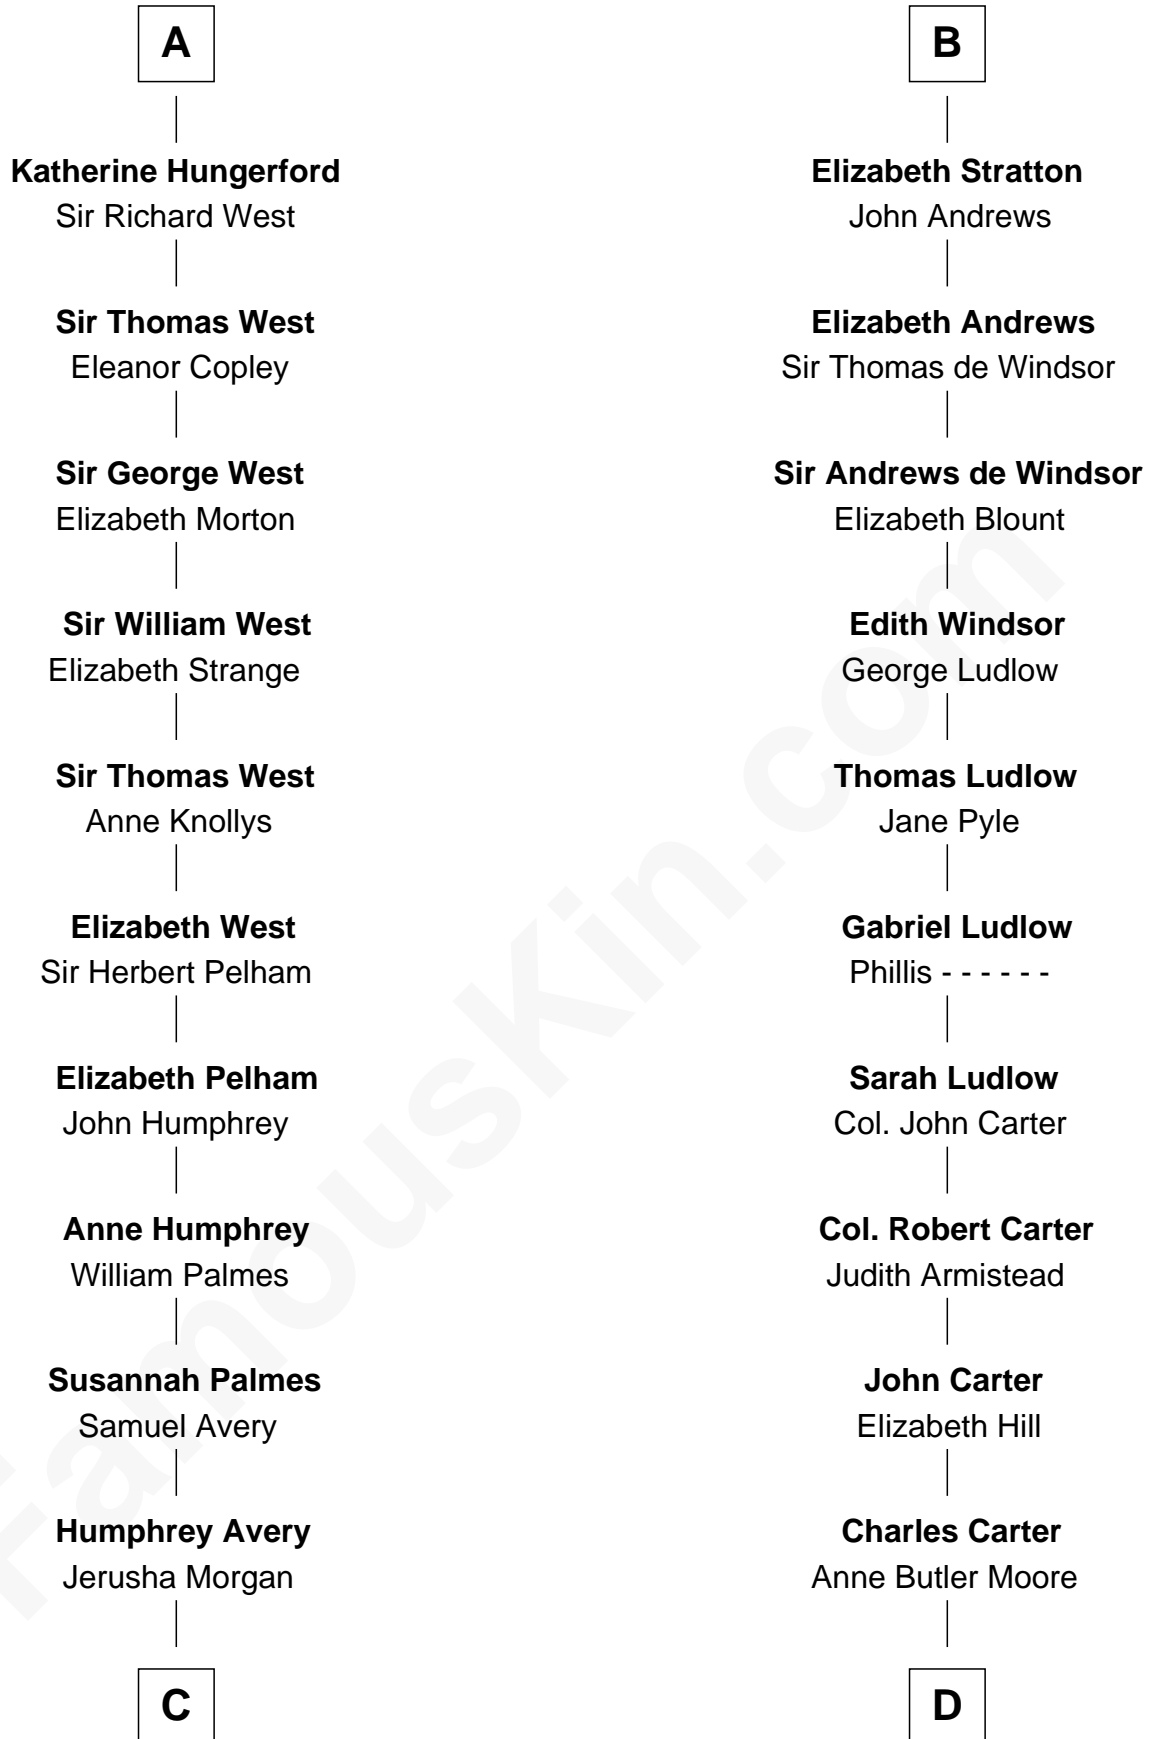 A
Katherine Hungerford
Sir Richard West
Sir Thomas West
Eleanor Copley
Sir George West
Elizabeth Morton
Sir William West
Elizabeth Strange
Sir Thomas West
Anne Knollys
Elizabeth West
Sir Herbert Pelham
Elizabeth Pelham
John Humphrey
Anne Humphrey
William Palmes
Susannah Palmes
Samuel Avery
Humphrey Avery
Jerusha Morgan
C
B
Elizabeth Stratton
John Andrews
Elizabeth Andrews
Sir Thomas de Windsor
Sir Andrews de Windsor
Elizabeth Blount
Edith Windsor
George Ludlow
Thomas Ludlow
Jane Pyle
Gabriel Ludlow
Phillis - - - - - -
Sarah Ludlow
Col. John Carter
Col. Robert Carter
Judith Armistead
John Carter
Elizabeth Hill
Charles Carter
Anne Butler Moore
D
FamousKin.com